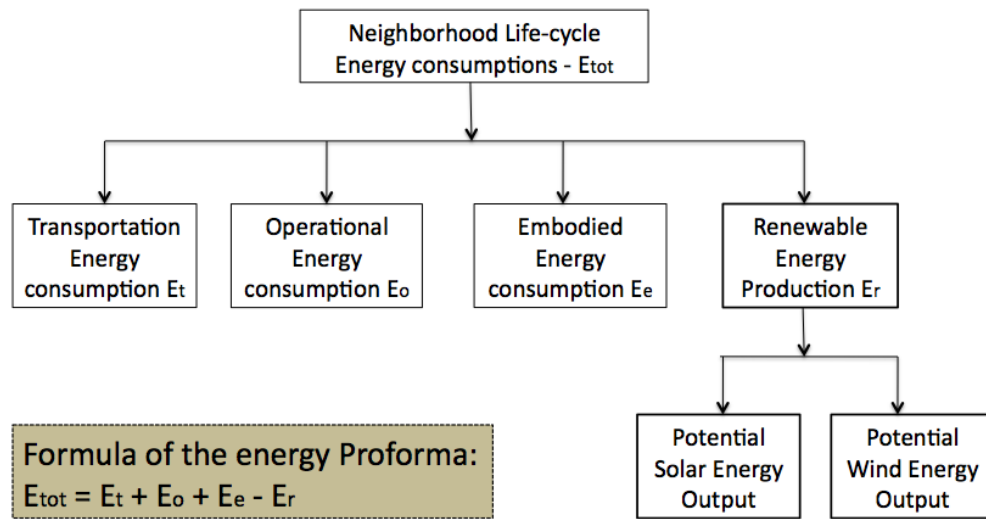 Neighborhood Life-cycle
Energy consumptions - Etot
Transportation
Energy
consumption Et
Operational
Energy
consumption Eo
Embodied
Energy
consumption Ee
Renewable
Energy
Production Er
Potential
Solar Energy
Output
Potential
Wind Energy
Output
Formula of the energy Proforma:
Etot = Et + Eo + Ee - Er